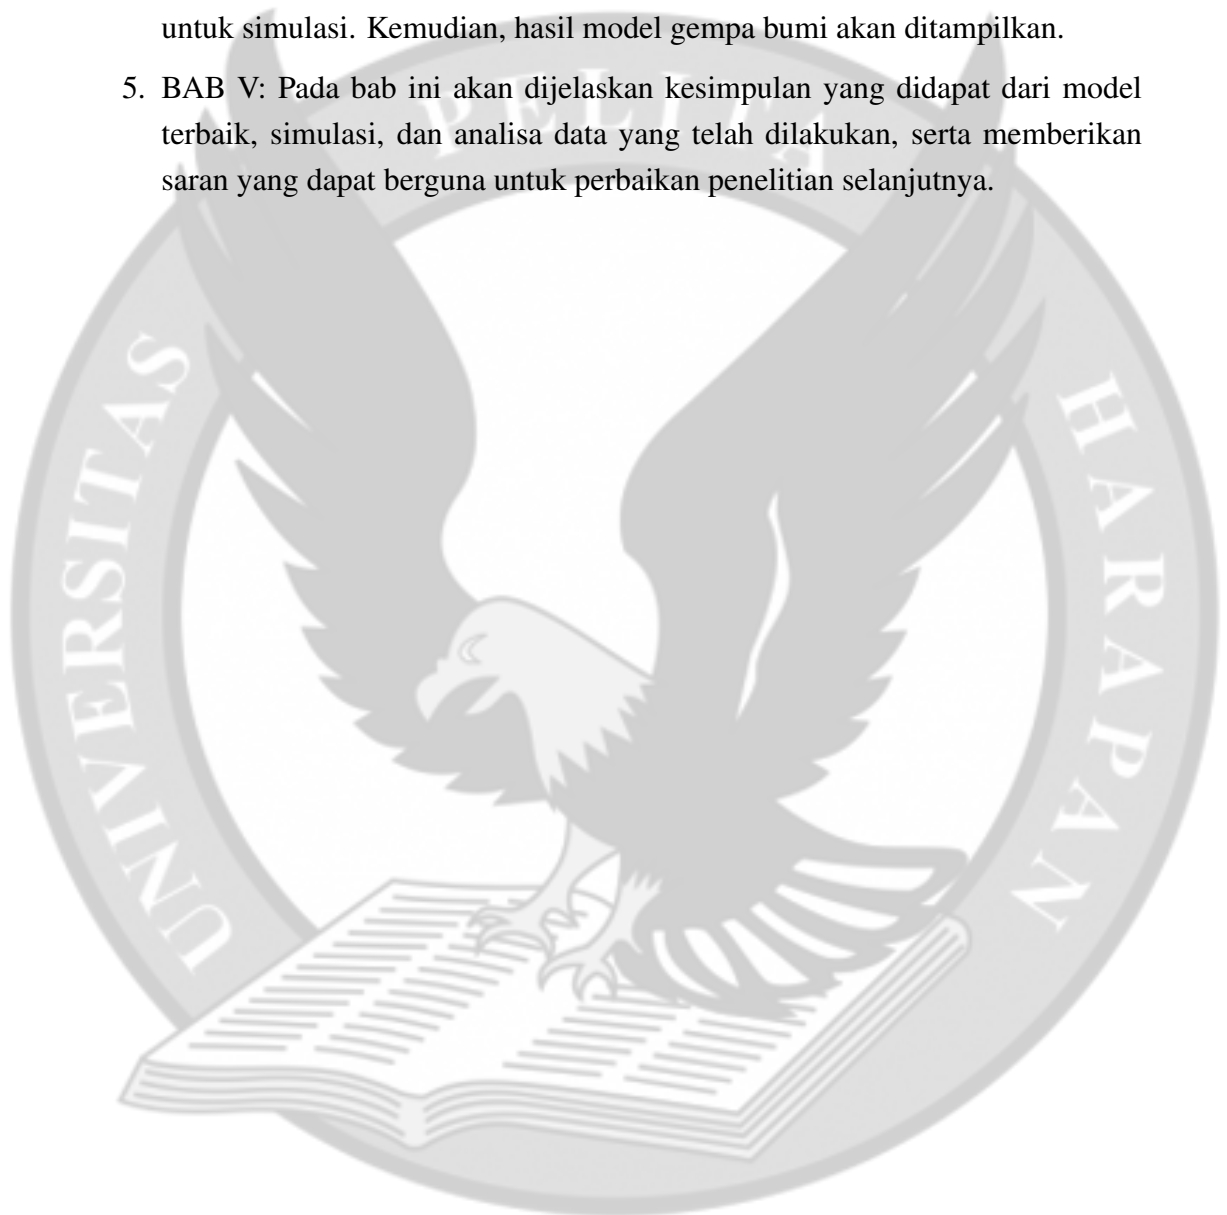 untuk simulasi. Kemudian, hasil model gempa bumi akan ditampilkan.
5. BAB V: Pada bab ini akan dijelaskan kesimpulan yang didapat dari model
terbaik, simulasi, dan analisa data yang telah dilakukan, serta memberikan
saran yang dapat berguna untuk perbaikan penelitian selanjutnya.
UNIVERSITAS
PELITA
HARAPAN